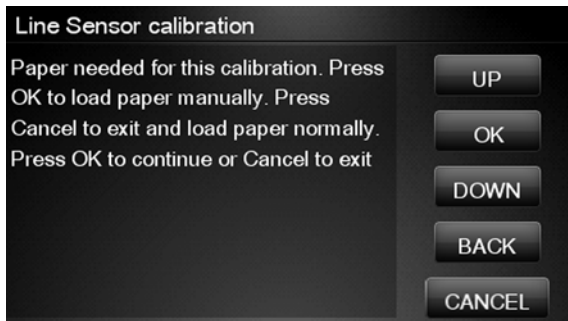 Line Sensor calibration
Paper needed for this calibration. Press
OK to load paper manually. Press
Cancel to exit and load paper normally.
Press OK to continue or Cancel to exit
UP
OK
DOWN
BACK
CANCEL